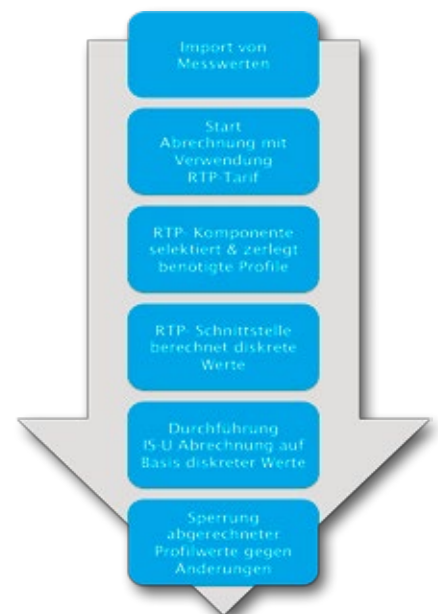 Import von
Messwerten
Start
Abrechnung mit
Verwendung
RTP-Tarif
RTP- Komponente
selektiert & zerlegt
benötigte Profile
RTP- Schnittstelle
berechnet diskrete
Werte
Durchführung
IS-U Abrechnung auf
Basis diskreter Werte
Sperrung
abgerechneter
Profilwerte gegen
Änderungen